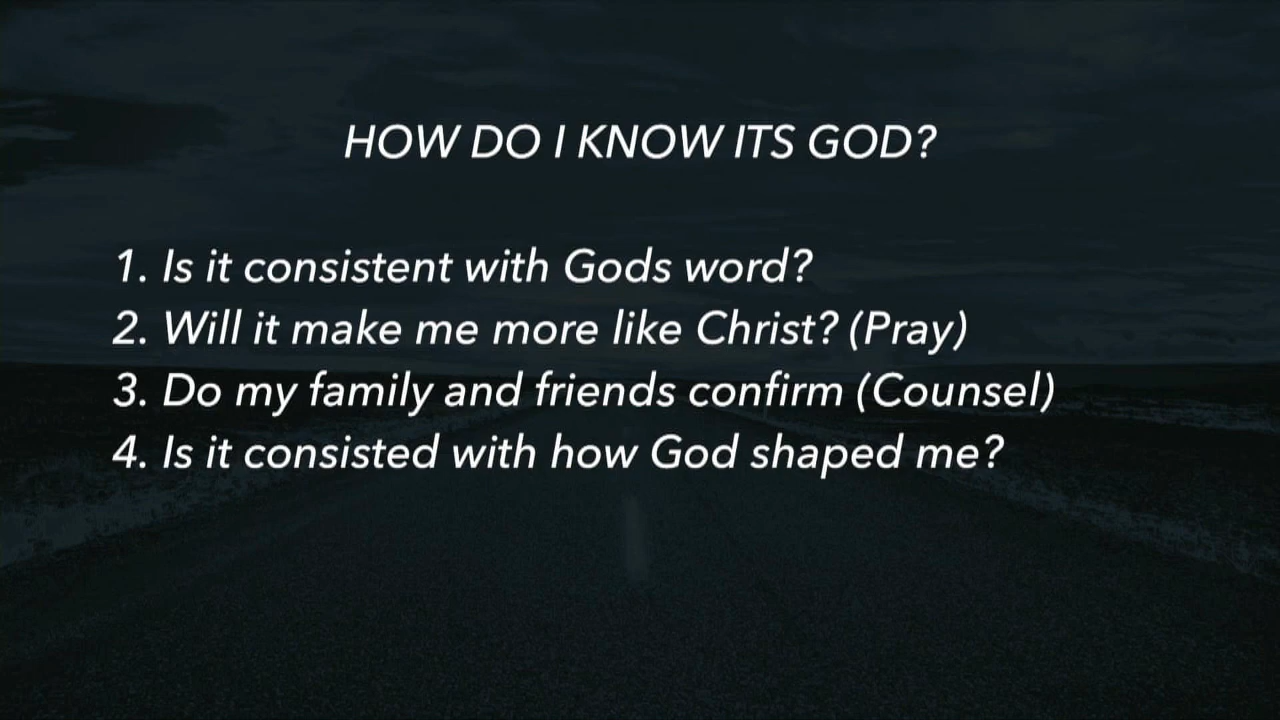 HOW DO I KNOW ITS GOD?
1. Is it consistent with Gods word?
2. Will it make me more like Christ? (Pray)
3. Do my family and friends confirm (Counsel)
4. Is it consisted with how God shaped me?